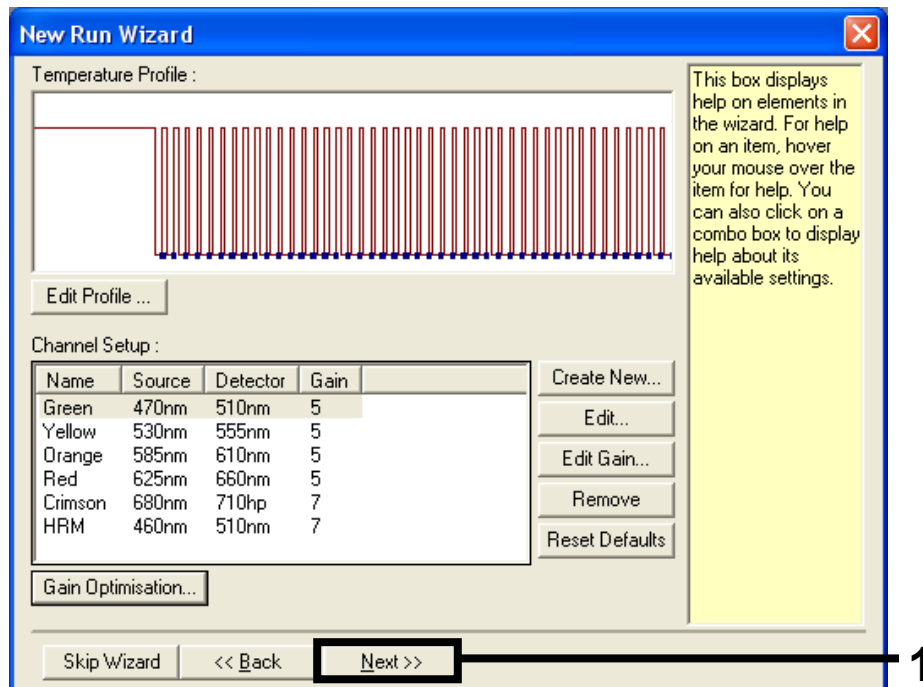 New Run Wizard
Temperature Profile :
Edit Profile ...
Channel Setup :
Name Source Detector Gain
Green 470nm 510nm 5
Yellow 530nm 555nm 5
Orange 585nm 610nm 5
Red 625nm 660nm 5
Crimson 680nm 710hp 7
HRM 460nm 510nm 7
Create New...
Edit...
Edit Gain...
Remove
Reset Defaults
Gain Optimisation...
This box displays
help on elements in
the wizard. For help
on an item, hover
your mouse over the
item for help. You
can also click on a
combo box to display
help about its
available settings.
Skip Wizard << Back Next >>
1